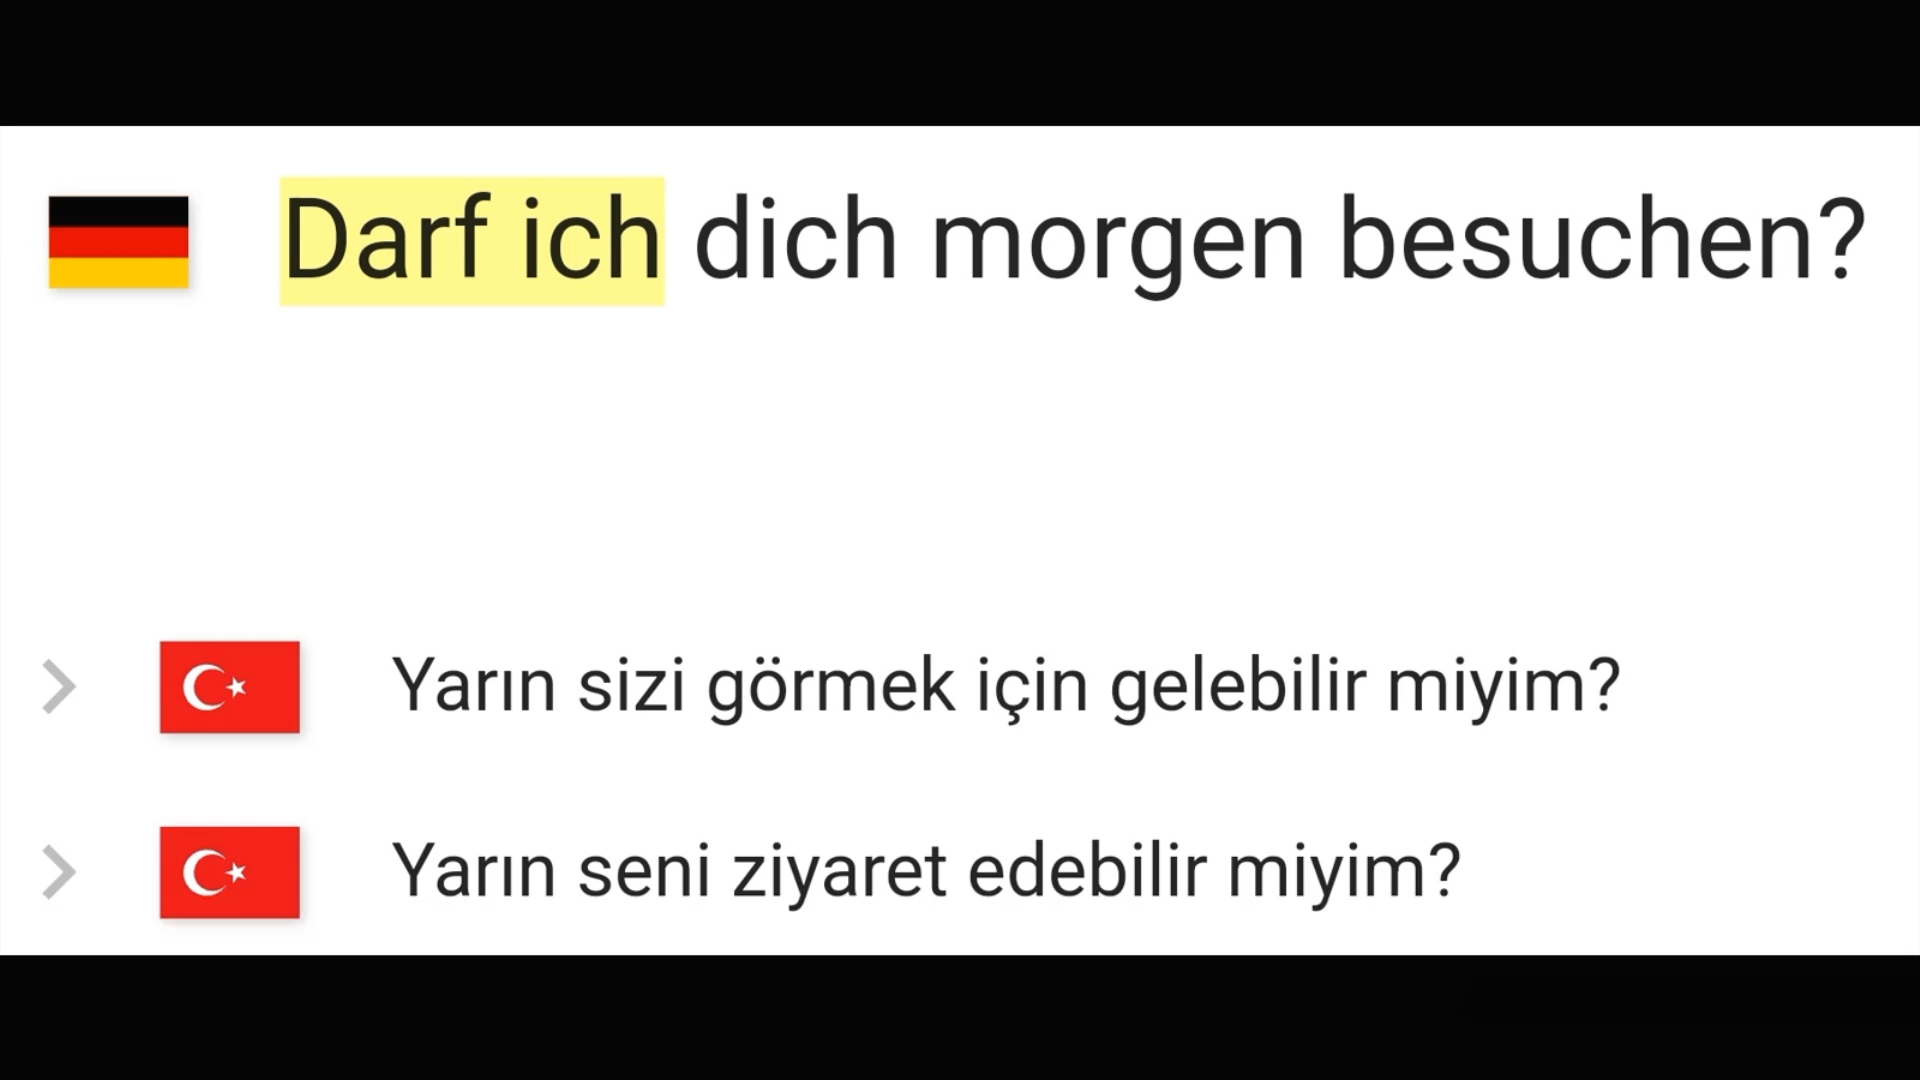 Darf ich dich morgen besuchen?
Yarın sizi görmek için gelebilir miyim?
Yarın seni ziyaret edebilir miyim?